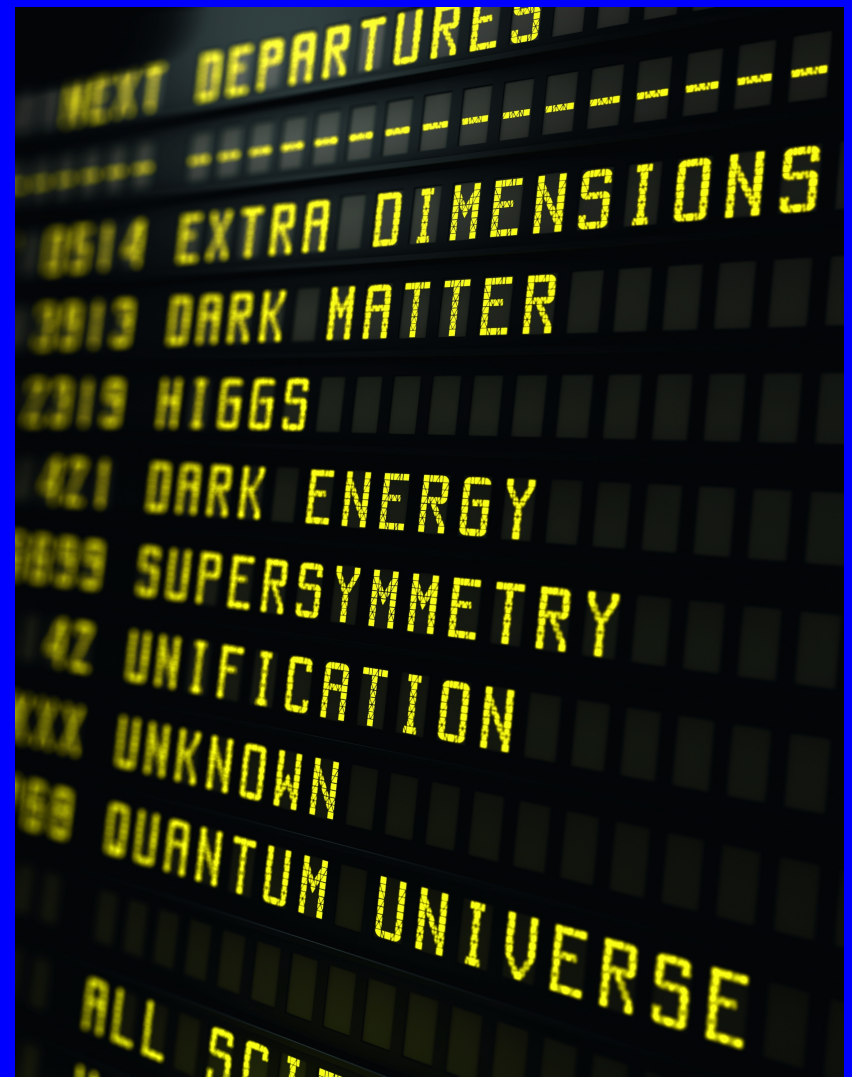 NEXT DEPARTURES
0514 EXTRA DIMENSIONS
3913 DARK MATTER
2319 HIGGS
421 DARK ENERGY
SUPERSYMMETRY
42 UNIFICATION
XXX UNKNOWN
QUANTUM UNIVERSE
ALL